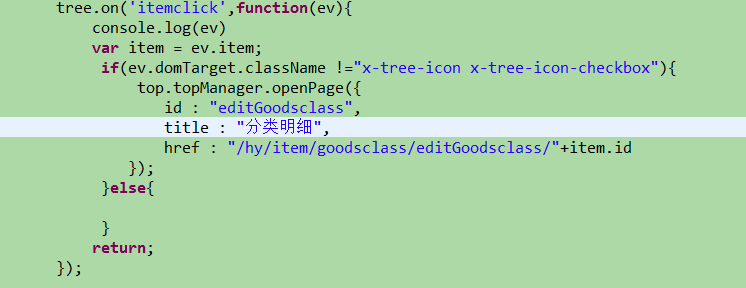 tree.on('itemclick',function(ev){
console.log(ev)
var item = ev.item;
if(ev.domTarget.className !="x-tree-icon x-tree-icon-checkbox"){
top.topManager.openPage({
id : "editGoodsclass",
title : "分类明细",
href : "/hy/item/goodsclass/editGoodsclass/"+item.id
});
}else{
}
return;
});